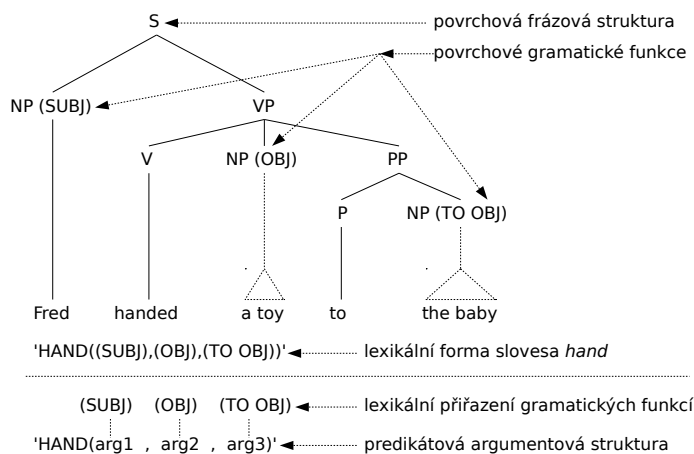 S povrchová frázová struktura
povrchové gramatické funkce
NP (SUBJ) VP
V NP (OBJ) PP
P NP (TO OBJ)
Fred handed a toy to the baby
'HAND((SUBJ),(OBJ),(TO OBJ))' lexikální forma slovesa hand
(SUBJ) (OBJ) (TO OBJ) lexikální přiřazení gramatických funkcí
'HAND(arg1 , arg2 , arg3)' predikátová argumentová struktura